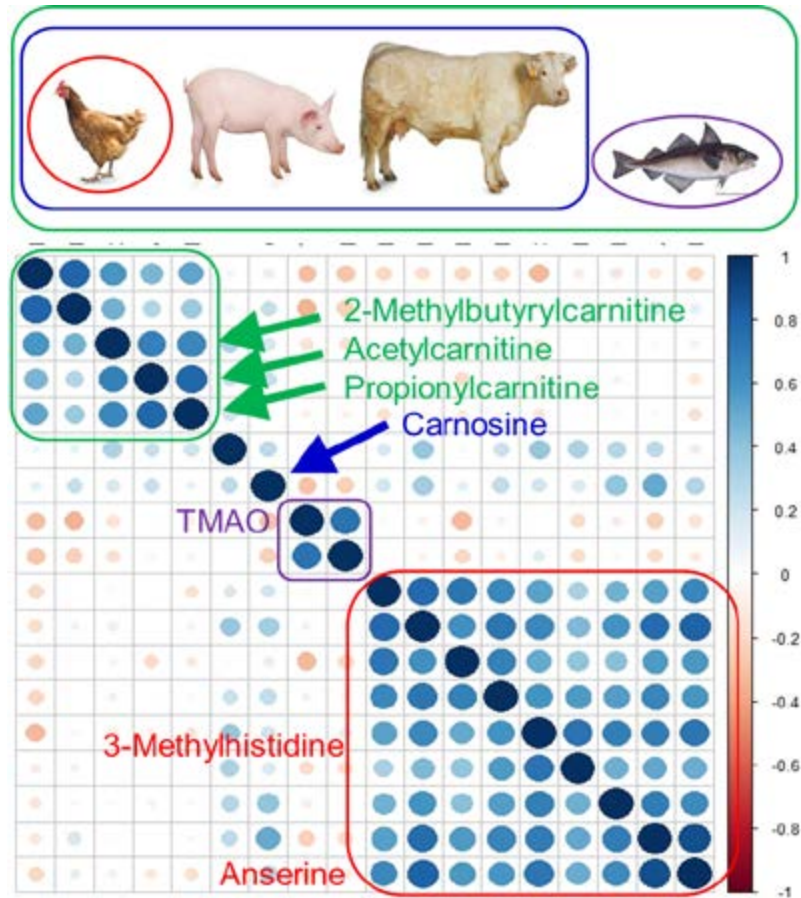 2-Methylbutyrylcarnitine
Acetylcarnitine
Propionylcarnitine
Carnosine
TMAO
3-Methylhistidine
Anserine
1
0.8
0.6
0.4
0.2
0
-0.2
-0.4
-0.6
-0.8
-1